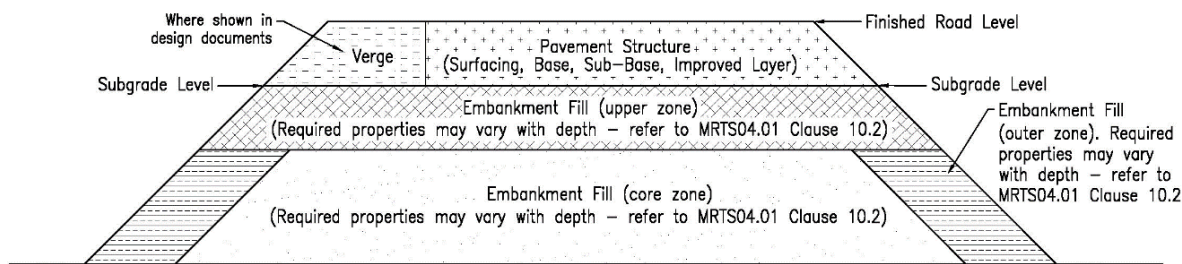 Where shown in
design documents
Finished Road Level
Verge
Pavement Structure
(Surfacing, Base, Sub-Base, Improved Layer)
Subgrade Level
Subgrade Level
Embankment Fill (upper zone)
(Required properties may vary with depth – refer to MRTS04.01 Clause 10.2)
Embankment Fill
(outer zone). Required
properties may vary
with depth – refer to
MRTS04.01 Clause 10.2
Embankment Fill (core zone)
(Required properties may vary with depth – refer to MRTS04.01 Clause 10.2)